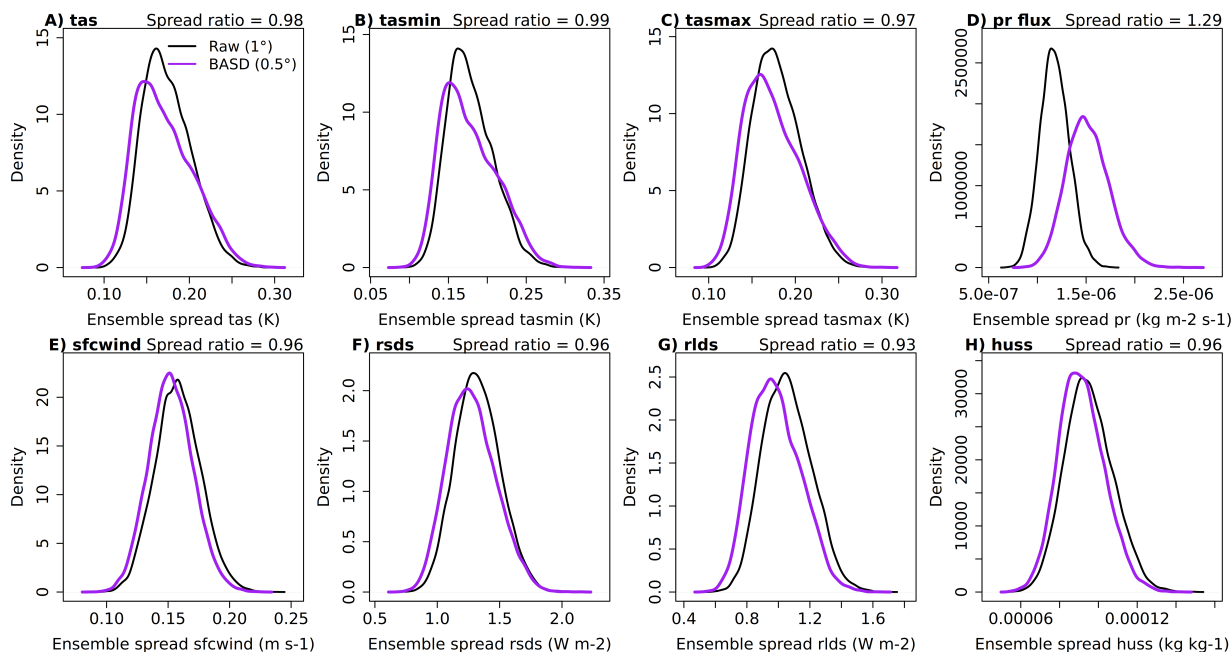 A) tas Spread ratio = 0.98
B) tasmin Spread ratio = 0.99
C) tasmax Spread ratio = 0.97
D) pr flux Spread ratio = 1.29
Raw (1°)
BASD (0.5°)
Density
0 5 10 15
0.10 0.20 0.30
Ensemble spread tas (K)
Density
0 5 10 15
0.05 0.15 0.25 0.35
Ensemble spread tasmin (K)
Density
0 5 10 15
0.10 0.20 0.30
Ensemble spread tasmax (K)
Density
0 1000000 2500000
5.0e-07 1.5e-06 2.5e-06
Ensemble spread pr (kg m-2 s-1)
E) sfcwind Spread ratio = 0.96
F) rsds Spread ratio = 0.96
G) rlds Spread ratio = 0.93
H) huss Spread ratio = 0.96
Density
0 5 10 20
0.10 0.15 0.20 0.25
Ensemble spread sfcwind (m s-1)
Density
0.0 0.5 1.0 1.5 2.0
0.5 1.0 1.5 2.0
Ensemble spread rsds (W m-2)
Density
0.0 0.5 1.0 1.5 2.0 2.5
0.4 0.8 1.2 1.6
Ensemble spread rlds (W m-2)
Density
0 10000 20000 30000
0.00006 0.00012
Ensemble spread huss (kg kg-1)